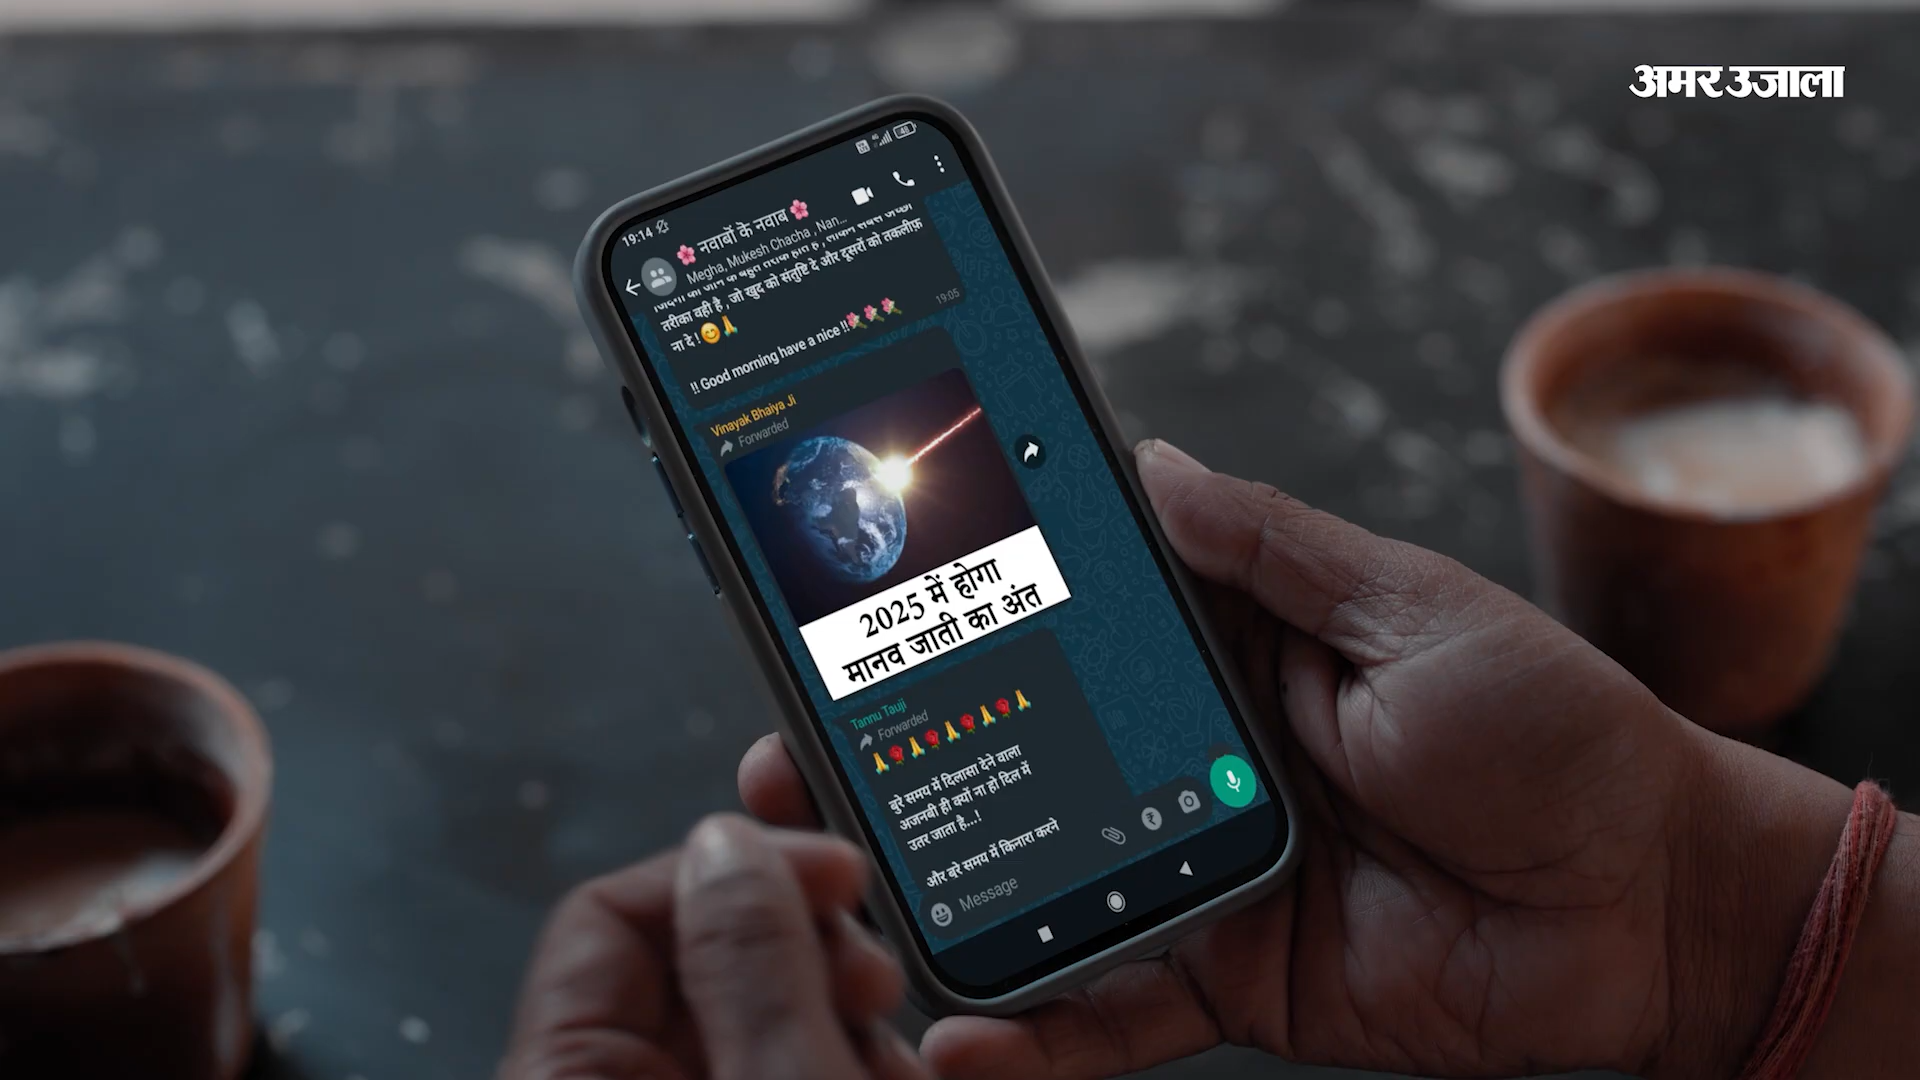 अमर उजाला
19:14
🌸 नवाबों के नवाब 🌸
Megha, Mukesh Chacha ,Nan...
तरीका वही है , जो खुद को संतुष्टि दे और दूसरों को तकलीफ़
ना दे ! 😊🙏
19:05
!! Good morning have a nice !!🌺🌺🌺
Vinayak Bhaiya Ji
Forwarded
2025 में होगा
मानव जाती का अंत
Tannu Tauji
Forwarded
🙏🌹🙏🌹🙏🌹🙏🌹🙏
बुरे समय में दिलासा देने वाला
अजनबी ही क्यों ना हो दिल में
उतर जाता है...!
और बुरे समय में किनारा करने
Message